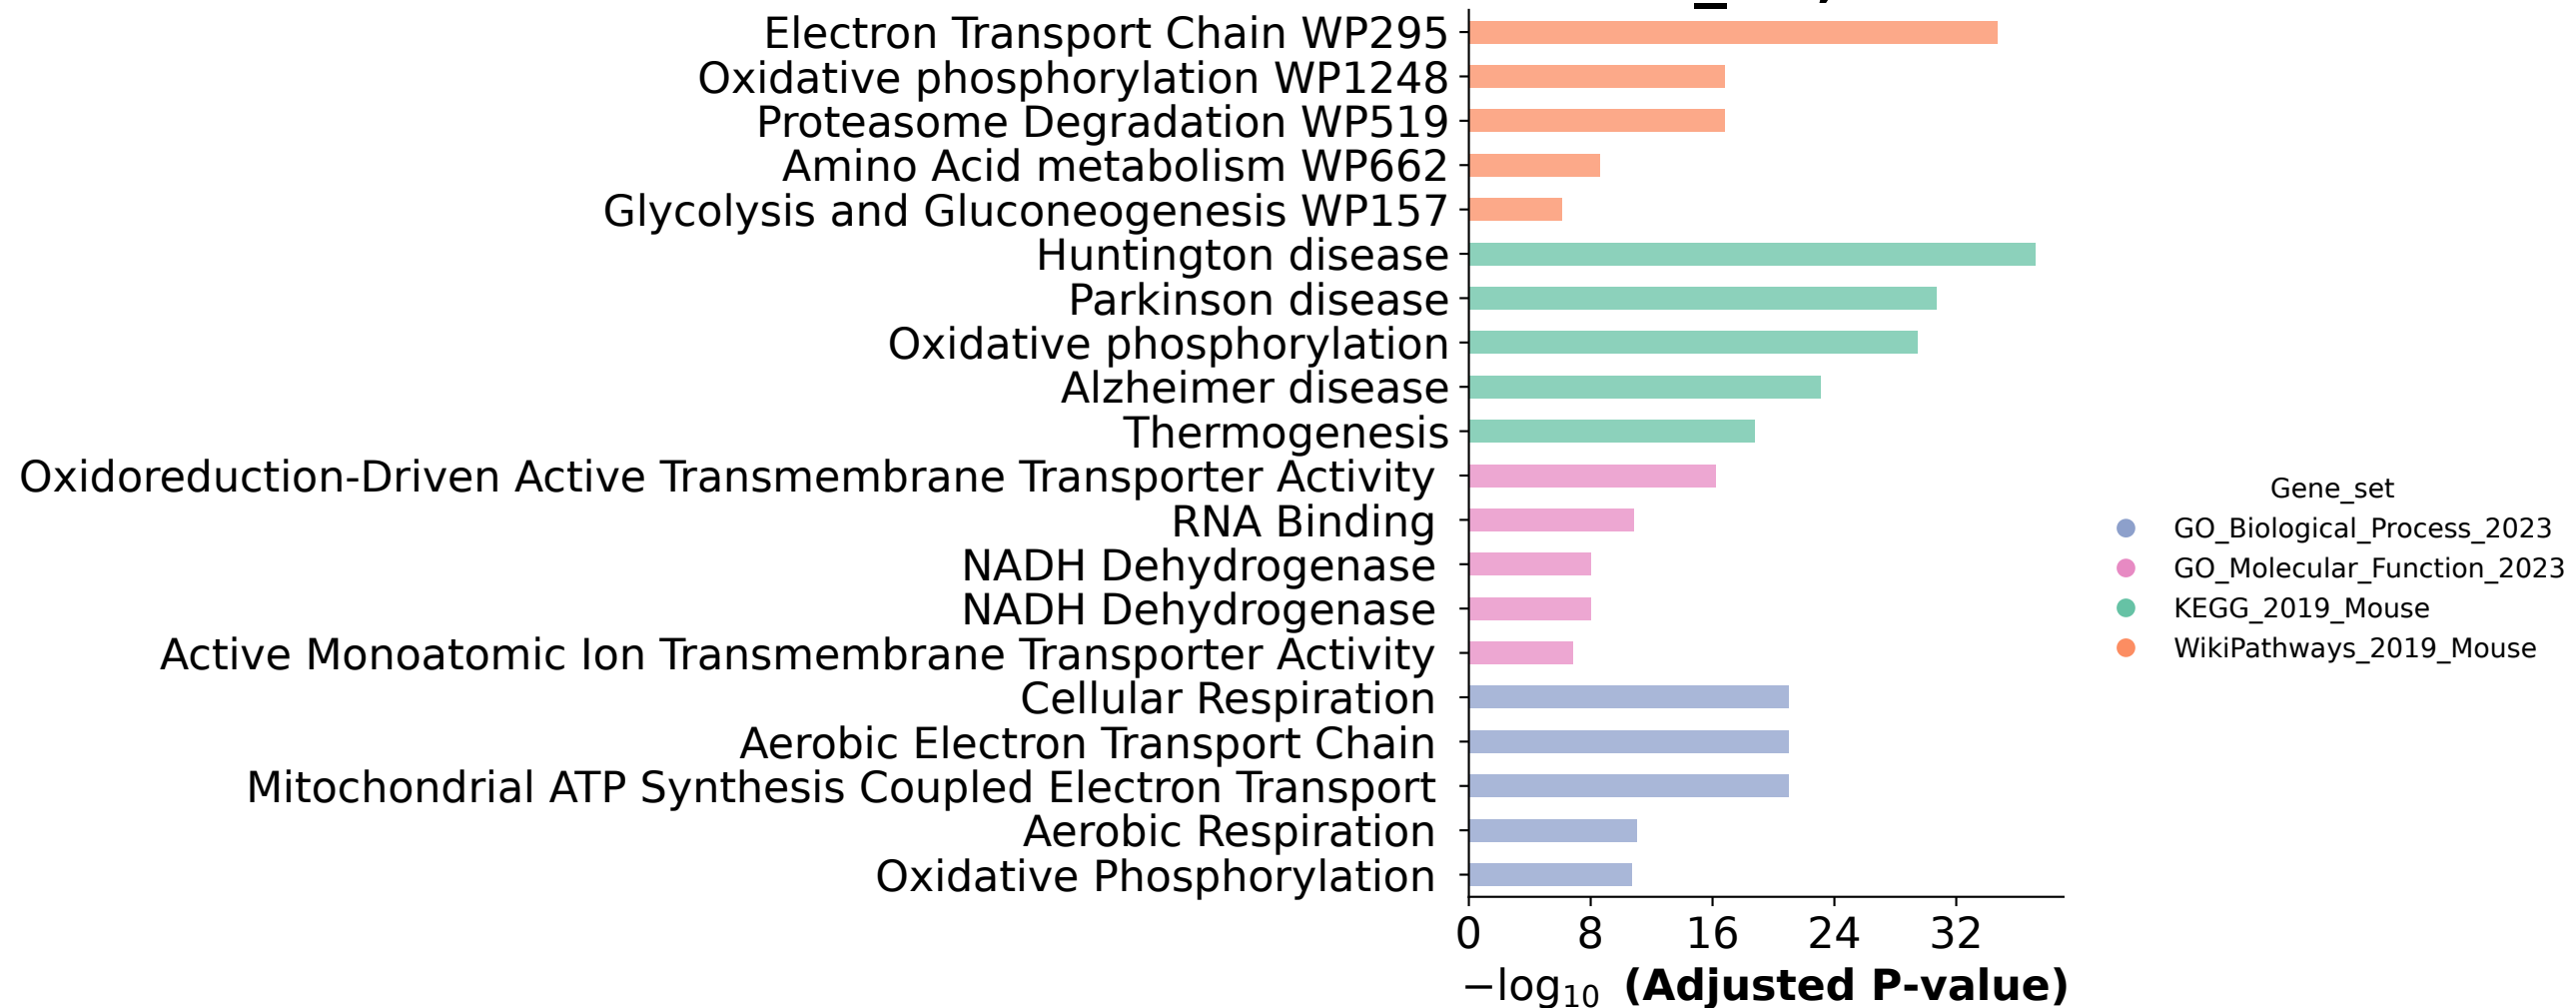 Electron Transport Chain WP295
Oxidative phosphorylation WP1248
Proteasome Degradation WP519
Amino Acid metabolism WP662
Glycolysis and Gluconeogenesis WP157
Huntington disease
Parkinson disease
Oxidative phosphorylation
Alzheimer disease
Thermogenesis
Oxidoreduction-Driven Active Transmembrane Transporter Activity
RNA Binding
NADH Dehydrogenase
NADH Dehydrogenase
Active Monoatomic Ion Transmembrane Transporter Activity
Cellular Respiration
Aerobic Electron Transport Chain
Mitochondrial ATP Synthesis Coupled Electron Transport
Aerobic Respiration
Oxidative Phosphorylation
0 8 16 24 32
−log₁₀ (Adjusted P-value)
Gene_set
GO_Biological_Process_2023
GO_Molecular_Function_2023
KEGG_2019_Mouse
WikiPathways_2019_Mouse